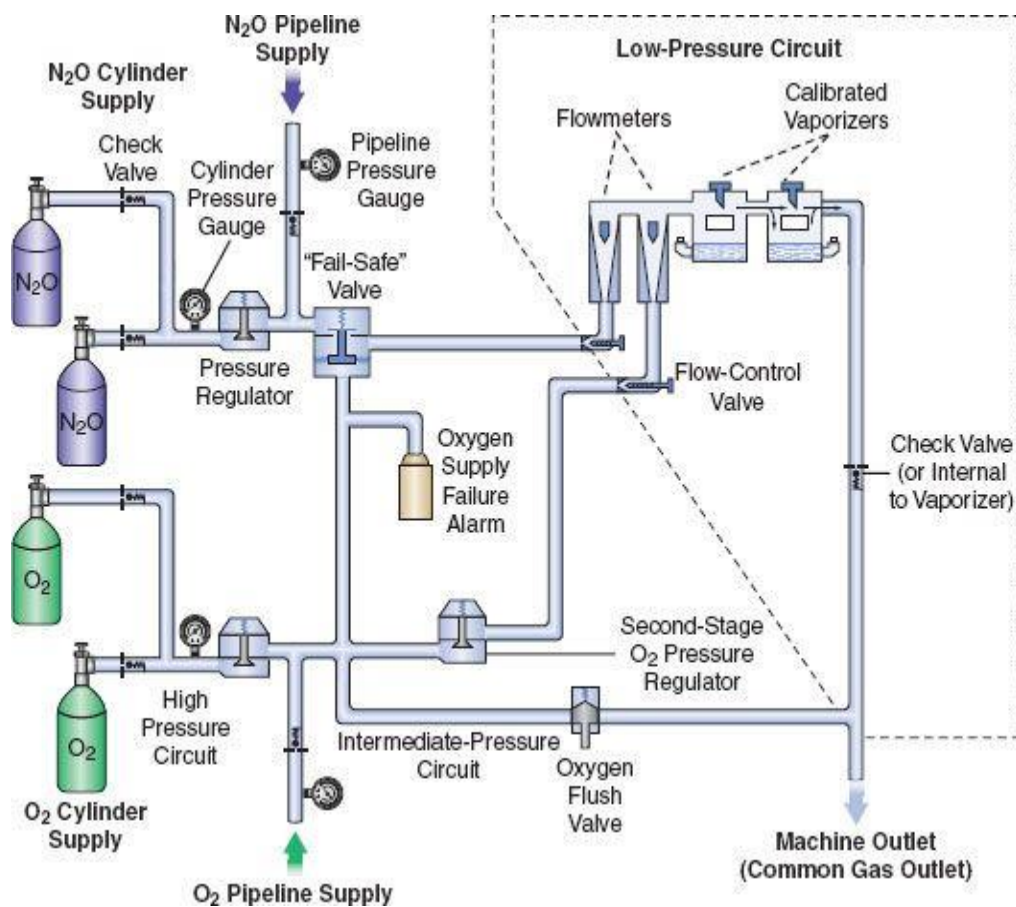 N₂O Pipeline
Supply
Low-Pressure Circuit
N₂O Cylinder
Supply
Check
Valve
Cylinder
Pressure
Gauge
Pipeline
Pressure
Gauge
Flowmeters
Calibrated
Vaporizers
"Fail-Safe"
Valve
N₂O
N₂O
Pressure
Regulator
Flow-Control
Valve
Oxygen
Supply
Failure
Alarm
Check Valve
(or Internal
to Vaporizer)
O₂
O₂
Second-Stage
O₂ Pressure
Regulator
High
Pressure
Circuit
Intermediate-Pressure
Circuit
Oxygen
Flush
Valve
O₂ Cylinder
Supply
O₂ Pipeline Supply
Machine Outlet
(Common Gas Outlet)